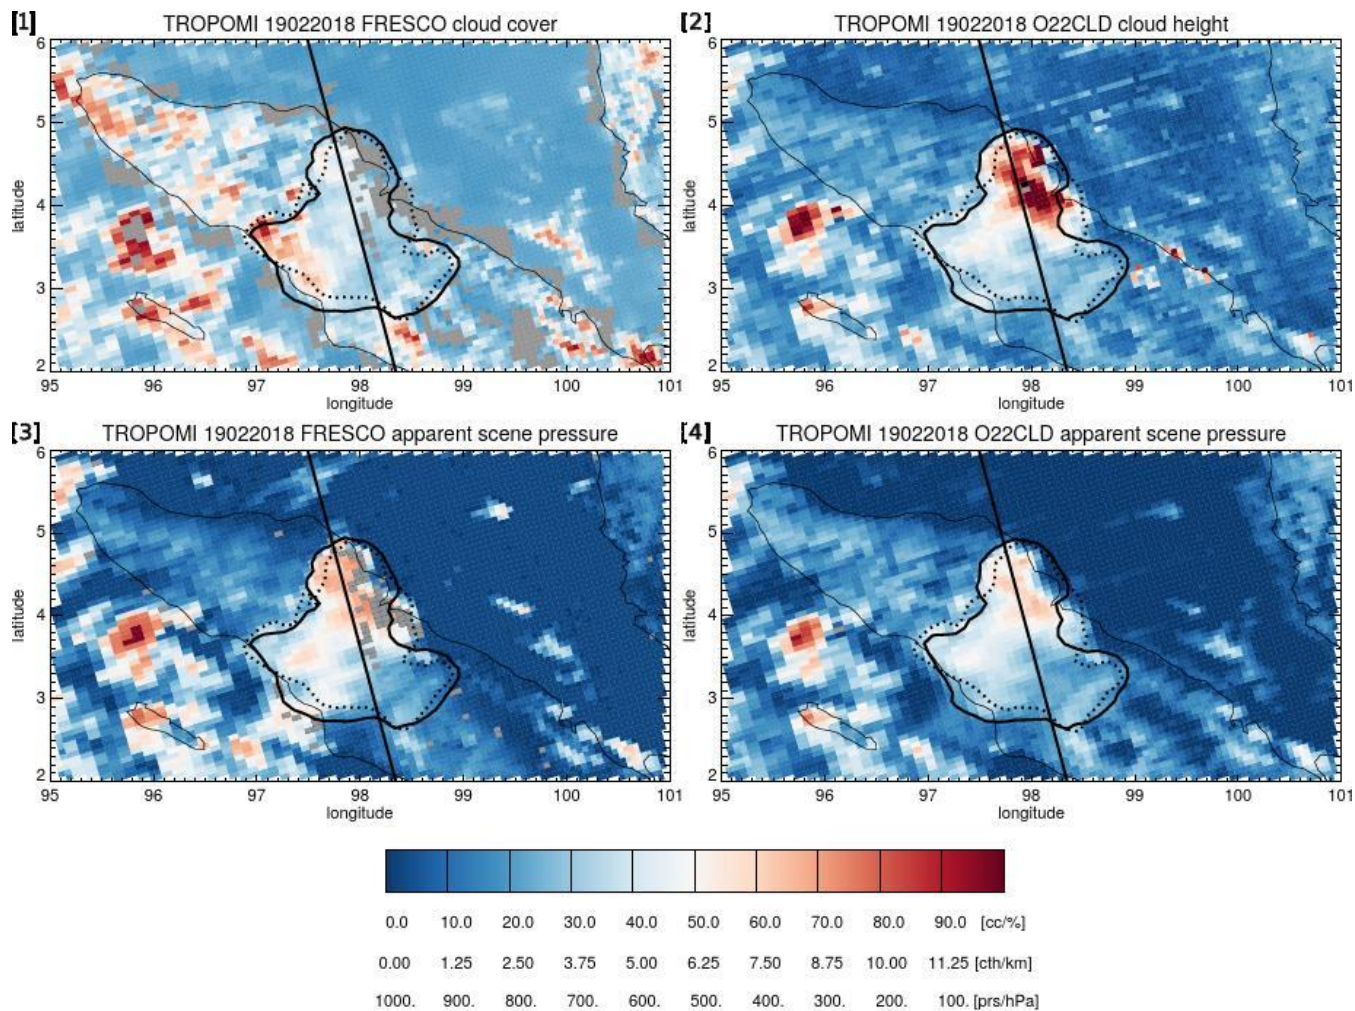 [1] TROPOMI 19022018 FRESCO cloud cover
6
5
4
3
2
latitude
95 96 97 98 99 100 101
longitude
[2] TROPOMI 19022018 O22CLD cloud height
6
5
4
3
2
latitude
95 96 97 98 99 100 101
longitude
[3] TROPOMI 19022018 FRESCO apparent scene pressure
6
5
4
3
2
latitude
95 96 97 98 99 100 101
longitude
[4] TROPOMI 19022018 O22CLD apparent scene pressure
6
5
4
3
2
latitude
95 96 97 98 99 100 101
longitude
0.0 10.0 20.0 30.0 40.0 50.0 60.0 70.0 80.0 90.0 [cc/%]
0.00 1.25 2.50 3.75 5.00 6.25 7.50 8.75 10.00 11.25 [cth/km]
1000. 900. 800. 700. 600. 500. 400. 300. 200. 100. [prs/hPa]